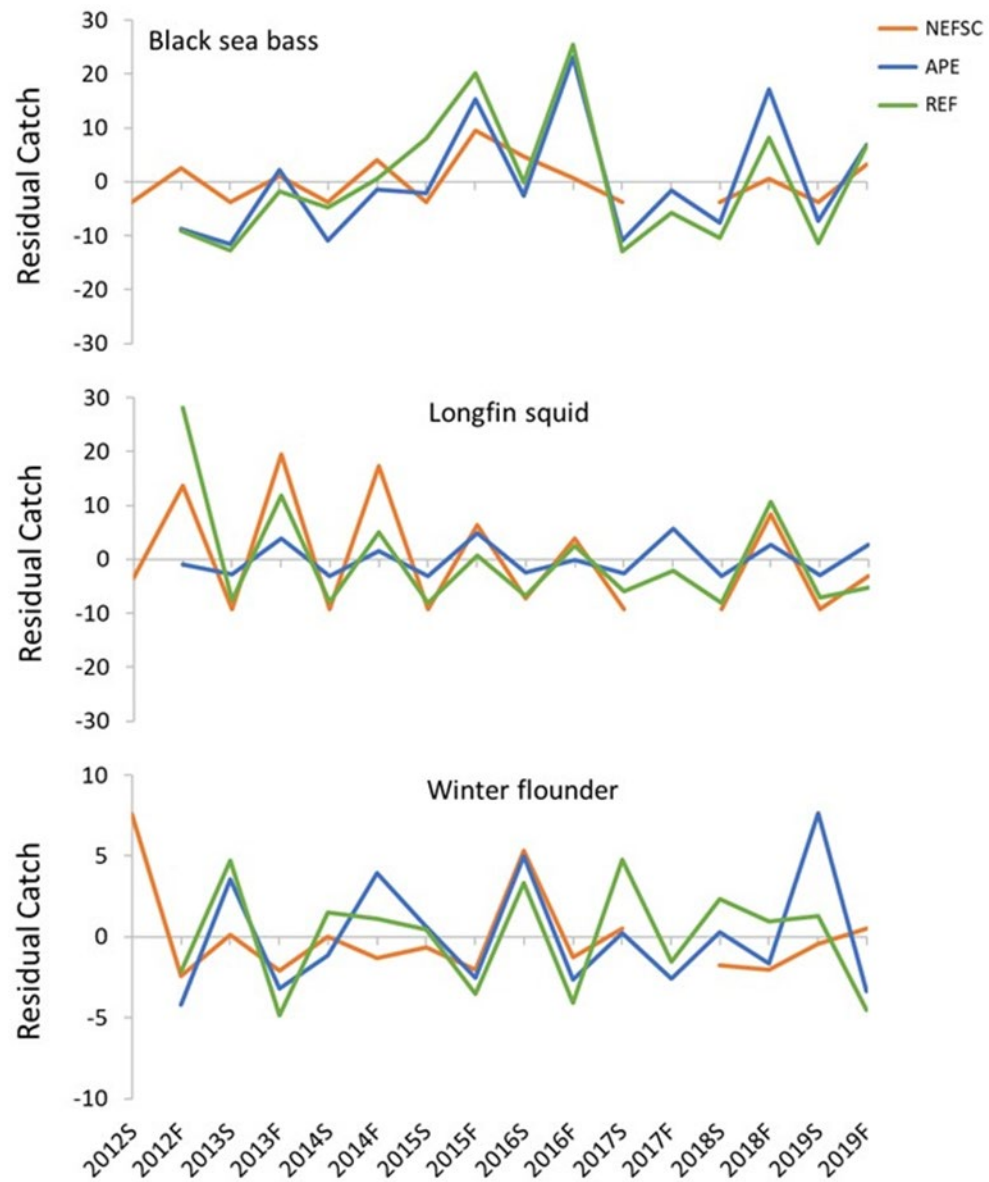 Black sea bass
NEFSC
APE
REF
Residual Catch
30
20
10
0
-10
-20
-30
Longfin squid
Residual Catch
30
20
10
0
-10
-20
-30
Winter flounder
Residual Catch
10
5
0
-5
-10
2012S
2012F
2013S
2013F
2014S
2014F
2015S
2015F
2016S
2016F
2017S
2017F
2018S
2018F
2019S
2019F